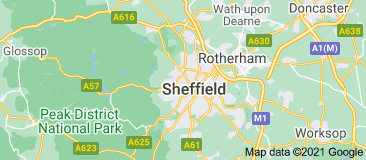 A616
Wath upon
Dearne
Doncaster
A638
A630
A1(M)
Glossop
Rotherham
A57
Sheffield
Peak District
National Park
M1
Worksop
A623
A625
A61
Map data ©2021 Google